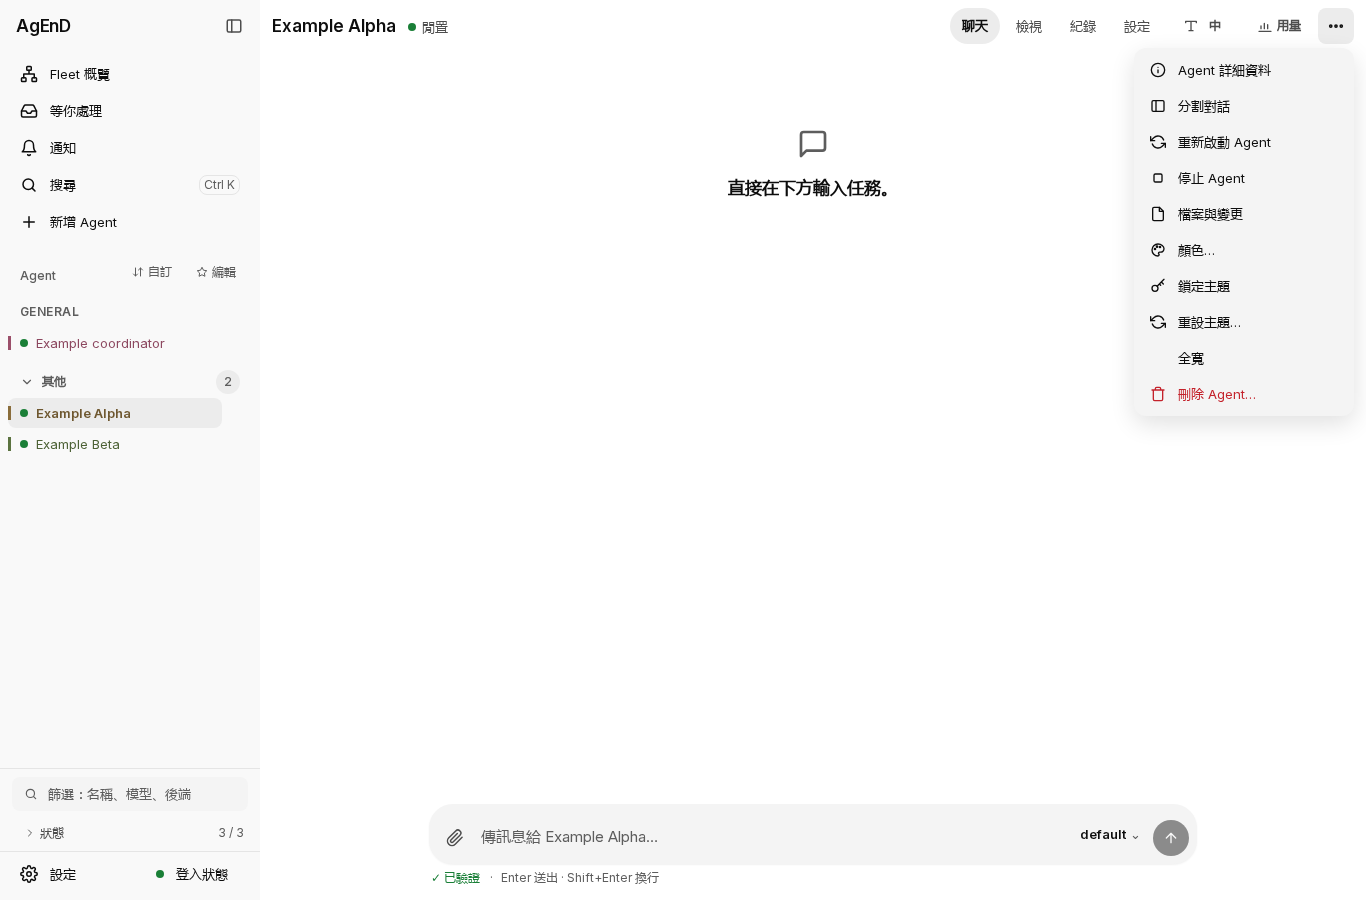 AgEnD
Fleet 概覽
等你處理
通知
搜尋 Ctrl K
新增 Agent
Agent 自訂 編輯
GENERAL
Example coordinator
其他 2
Example Alpha
Example Beta
篩選：名稱、模型、後端
狀態 3 / 3
設定 登入狀態
Example Alpha 閒置
聊天 檢視 紀錄 設定 中 用量
Agent 詳細資料
分割對話
重新啟動 Agent
停止 Agent
檔案與變更
顏色…
鎖定主題
重設主題…
全寬
刪除 Agent…
直接在下方輸入任務。
傳訊息給 Example Alpha…
default
✓ 已驗證 · Enter 送出 · Shift+Enter 換行